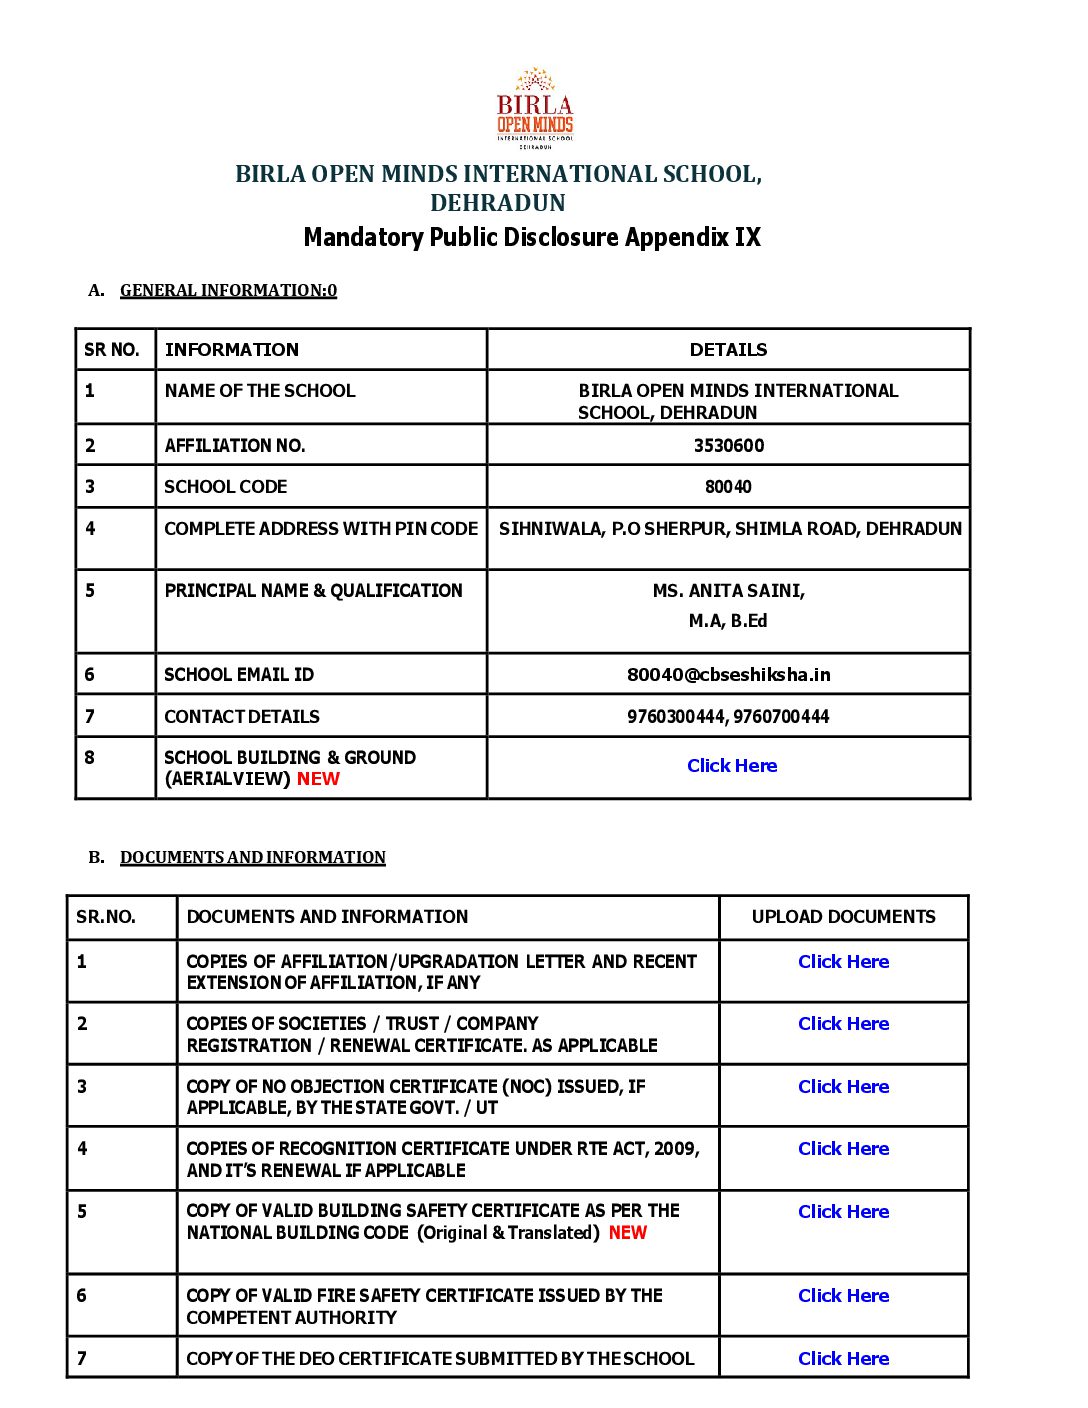 BIRLA
OPEN MINDS
INTERNATIONAL SCHOOL
DEHRADUN
BIRLA OPEN MINDS INTERNATIONAL SCHOOL,
DEHRADUN
Mandatory Public Disclosure Appendix IX
A. GENERAL INFORMATION:0
SR NO. INFORMATION DETAILS
1 NAME OF THE SCHOOL BIRLA OPEN MINDS INTERNATIONAL
SCHOOL, DEHRADUN
2 AFFILIATION NO. 3530600
3 SCHOOL CODE 80040
4 COMPLETE ADDRESS WITH PIN CODE SIHNIWALA, P.O SHERPUR, SHIMLA ROAD, DEHRADUN
5 PRINCIPAL NAME & QUALIFICATION MS. ANITA SAINI,
M.A, B.Ed
6 SCHOOL EMAIL ID 80040@cbseshiksha.in
7 CONTACT DETAILS 9760300444, 9760700444
8 SCHOOL BUILDING & GROUND
(AERIALVIEW) NEW Click Here
B. DOCUMENTS AND INFORMATION
SR.NO. DOCUMENTS AND INFORMATION UPLOAD DOCUMENTS
1 COPIES OF AFFILIATION/UPGRADATION LETTER AND RECENT Click Here
EXTENSION OF AFFILIATION, IF ANY
2 COPIES OF SOCIETIES / TRUST / COMPANY Click Here
REGISTRATION / RENEWAL CERTIFICATE. AS APPLICABLE
3 COPY OF NO OBJECTION CERTIFICATE (NOC) ISSUED, IF Click Here
APPLICABLE, BY THE STATE GOVT. / UT
4 COPIES OF RECOGNITION CERTIFICATE UNDER RTE ACT, 2009, Click Here
AND IT'S RENEWAL IF APPLICABLE
5 COPY OF VALID BUILDING SAFETY CERTIFICATE AS PER THE Click Here
NATIONAL BUILDING CODE (Original & Translated) NEW
6 COPY OF VALID FIRE SAFETY CERTIFICATE ISSUED BY THE Click Here
COMPETENT AUTHORITY
7 COPY OF THE DEO CERTIFICATE SUBMITTED BY THE SCHOOL Click Here